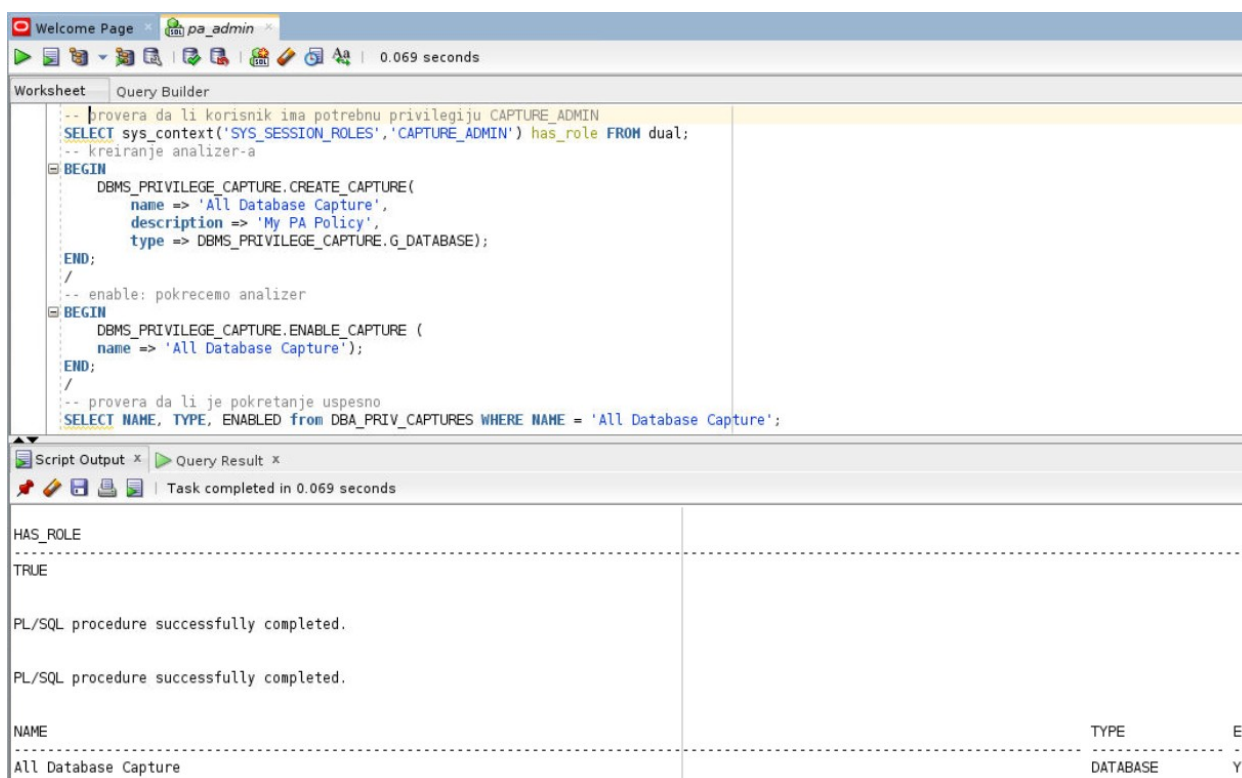 Welcome Page
pa_admin
0.069 seconds
Worksheet Query Builder
-- provera da li korisnik ima potrebnu privilegiju CAPTURE_ADMIN
SELECT sys_context('SYS_SESSION_ROLES','CAPTURE_ADMIN') has_role FROM dual;
-- kreiranje analizer-a
BEGIN
DBMS_PRIVILEGE_CAPTURE.CREATE_CAPTURE(
name => 'All Database Capture',
description => 'My PA Policy',
type => DBMS_PRIVILEGE_CAPTURE.G_DATABASE);
END;
/
-- enable: pokrecemo analizer
BEGIN
DBMS_PRIVILEGE_CAPTURE.ENABLE_CAPTURE (
name => 'All Database Capture');
END;
/
-- provera da li je pokretanje uspesno
SELECT NAME, TYPE, ENABLED from DBA_PRIV_CAPTURES WHERE NAME = 'All Database Capture';
Script Output x Query Result x
Task completed in 0.069 seconds
HAS_ROLE
TRUE
PL/SQL procedure successfully completed.
PL/SQL procedure successfully completed.
NAME TYPE E
All Database Capture DATABASE Y